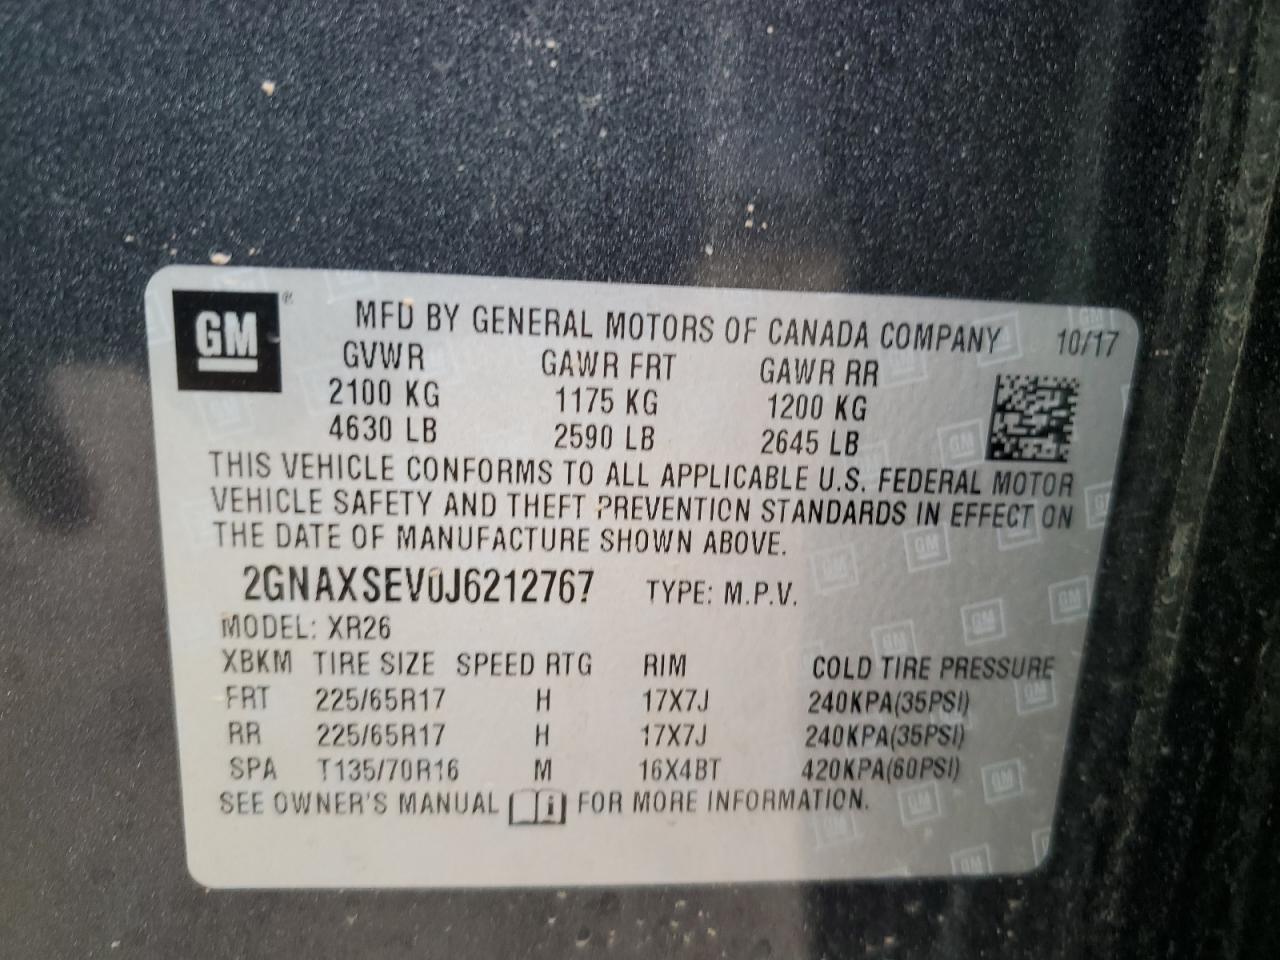 GM ® MFD BY GENERAL MOTORS OF CANADA COMPANY 10/17
GVWR GAWR FRT GAWR RR
2100 KG 1175 KG 1200 KG
4630 LB 2590 LB 2645 LB
THIS VEHICLE CONFORMS TO ALL APPLICABLE U.S. FEDERAL MOTOR
VEHICLE SAFETY AND THEFT PREVENTION STANDARDS IN EFFECT ON
THE DATE OF MANUFACTURE SHOWN ABOVE.
2GNAXSEV0J6212767 TYPE: M.P.V.
MODEL: XR26
XBKM TIRE SIZE SPEED RTG RIM COLD TIRE PRESSURE
FRT 225/65R17 H 17X7J 240KPA(35PSI)
RR 225/65R17 H 17X7J 240KPA(35PSI)
SPA T135/70R16 M 16X4BT 420KPA(60PSI)
SEE OWNER'S MANUAL i FOR MORE INFORMATION.